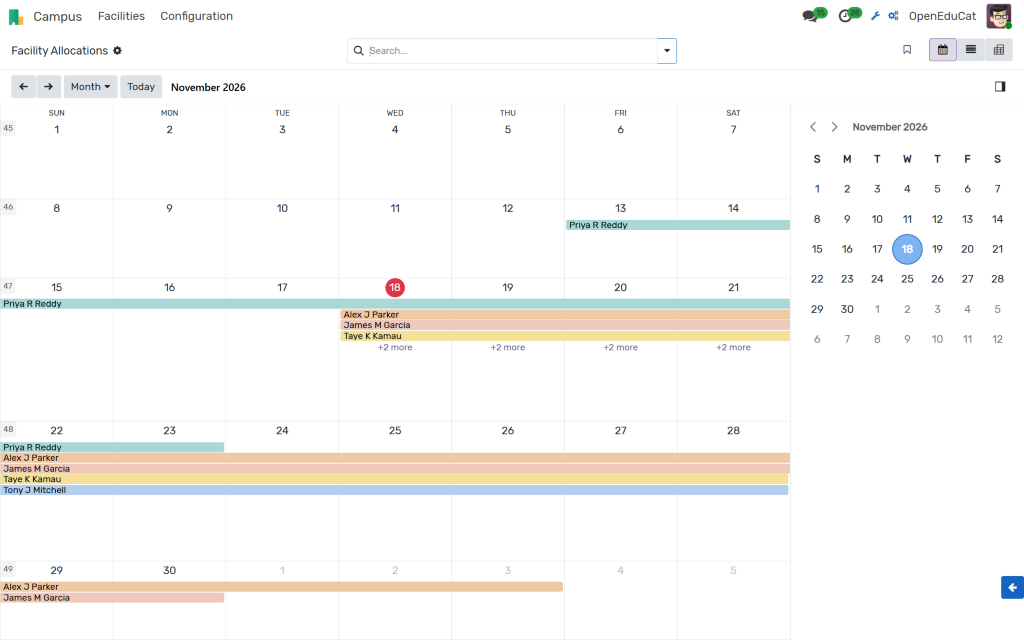 Campus Facilities Configuration 15 28 OpenEduCat
Facility Allocations Search...
Month Today November 2026
SUN MON TUE WED THU FRI SAT
45 1 2 3 4 5 6 7
46 8 9 10 11 12 13 14
Priya R Reddy
47 15 16 17 18 19 20 21
Priya R Reddy
Alex J Parker
James M Garcia
Taye K Kamau
+2 more +2 more +2 more +2 more
48 22 23 24 25 26 27 28
Priya R Reddy
Alex J Parker
James M Garcia
Taye K Kamau
Tony J Mitchell
49 29 30 1 2 3 4 5
Alex J Parker
James M Garcia
November 2026
S M T W T F S
1 2 3 4 5 6 7
8 9 10 11 12 13 14
15 16 17 18 19 20 21
22 23 24 25 26 27 28
29 30 1 2 3 4 5
6 7 8 9 10 11 12